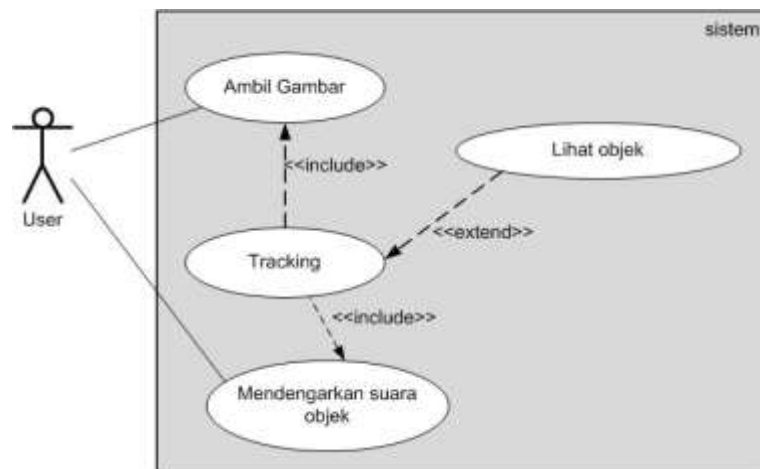 sistem
Ambil Gambar
<<include>>
Lihat objek
User
<<extend>>
Tracking
<<include>>
Mendengarkan suara
objek